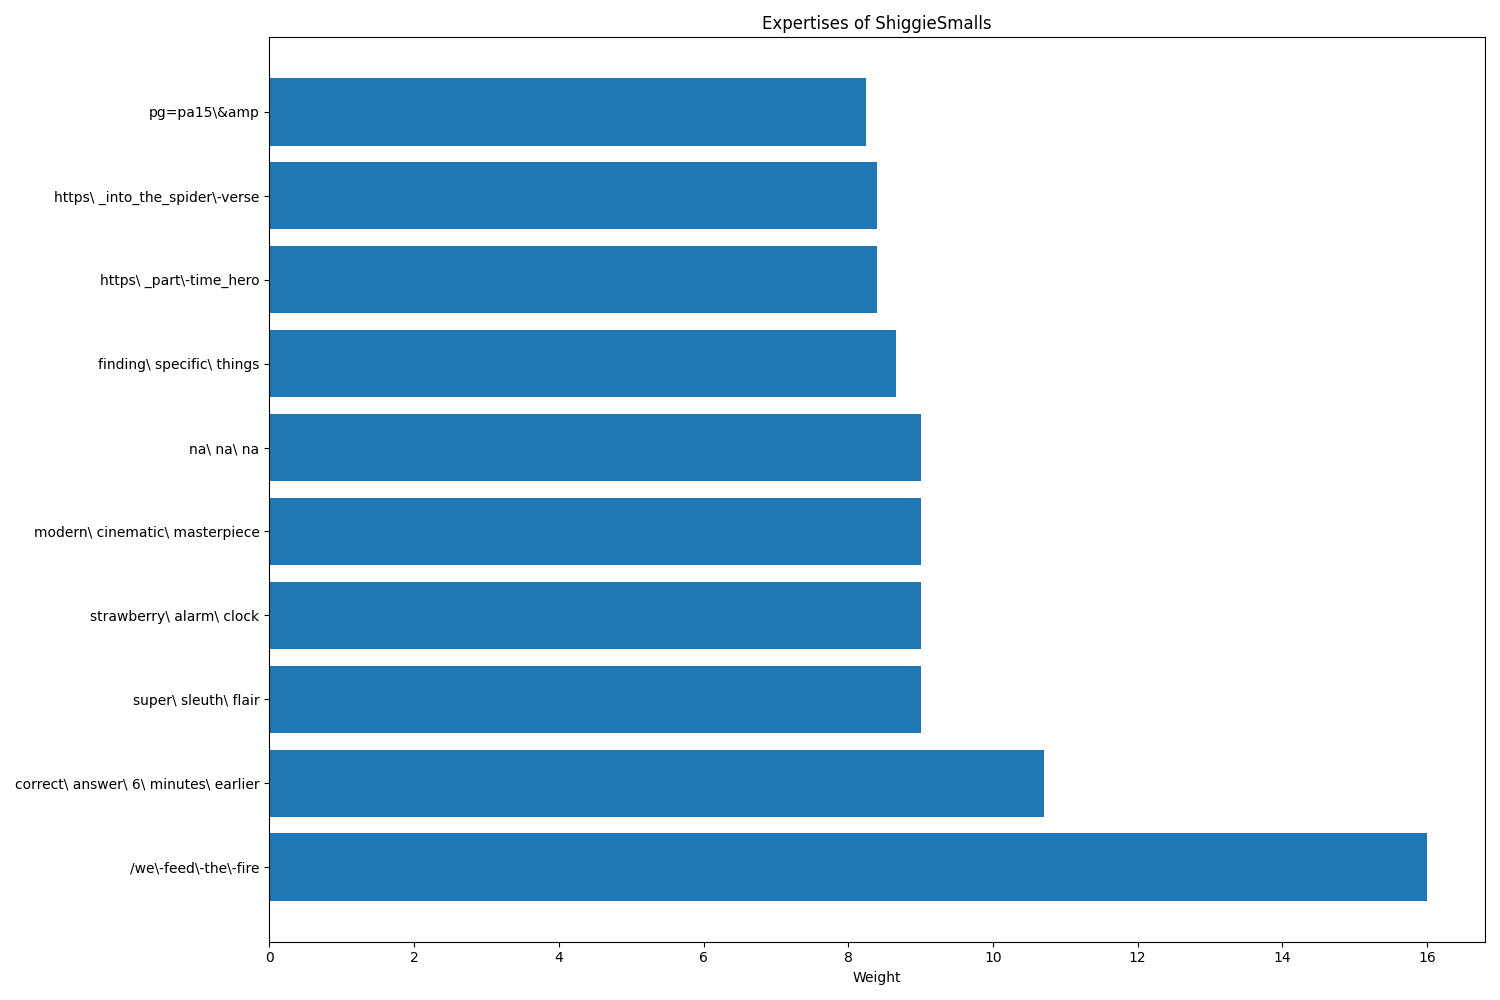 Expertises of ShiggieSmalls
pg=pa15\&amp
https\ _into_the_spider\-verse
https\ _part\-time_hero
finding\ specific\ things
na\ na\ na
modern\ cinematic\ masterpiece
strawberry\ alarm\ clock
super\ sleuth\ flair
correct\ answer\ 6\ minutes\ earlier
/we\-feed\-the\-fire
0 2 4 6 8 10 12 14 16
Weight